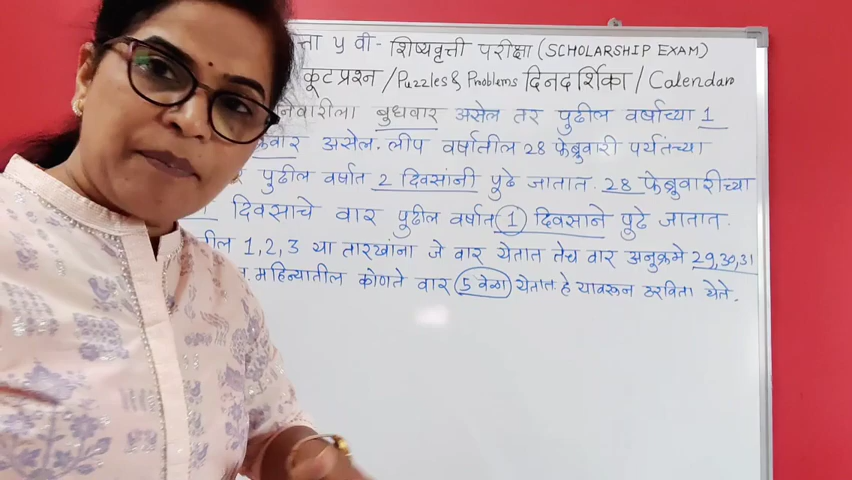 ५ वी - शिष्यवृत्ती परीक्षा (SCHOLARSHIP EXAM)
कूटप्रश्न / Puzzles & Problems दिनदर्शिका / Calendar
बुधवार असेल तर पुढील वर्षाच्या 1
असेल. लीप वर्षातील 28 फेब्रुवारी पर्यंतच्या
पुढील वर्षात 2 दिवसांनी पुढे जातात. 28 फेब्रुवारीच्या
दिवसाचे वार पुढील वर्षात 1 दिवसाने पुढे जातात.
1, 2, 3 या तारखांना जे वार येतात तेच वार अनुक्रमे 29, 30, 31
महिन्यातील कोणते वार 5 वेळा येतात हे यावरून ठरविता येते.